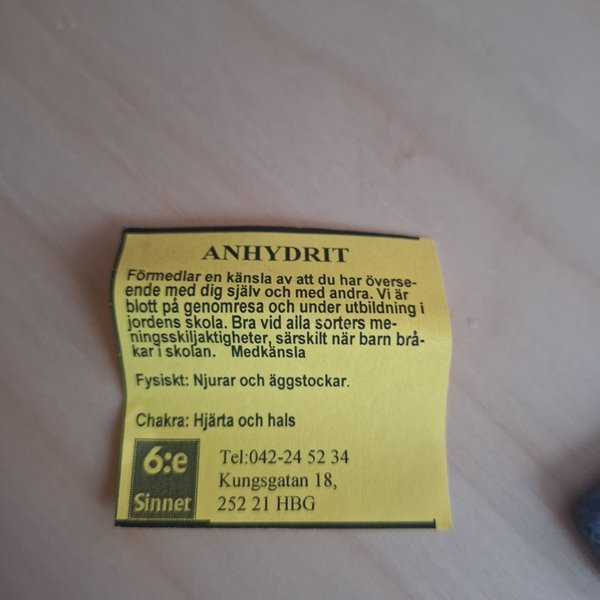 ANHYDRIT
Förmedlar en känsla av att du har överse-
ende med dig själv och med andra. Vi är
blott på genomresa och under utbildning i
jordens skola. Bra vid alla sorters me-
ningsskiljaktigheter, särskilt när barn brå-
kar i skolan. Medkänsla
Fysiskt: Njurar och äggstockar.
Chakra: Hjärta och hals
6:e
Sinnet
Tel:042-24 52 34
Kungsgatan 18,
252 21 HBG